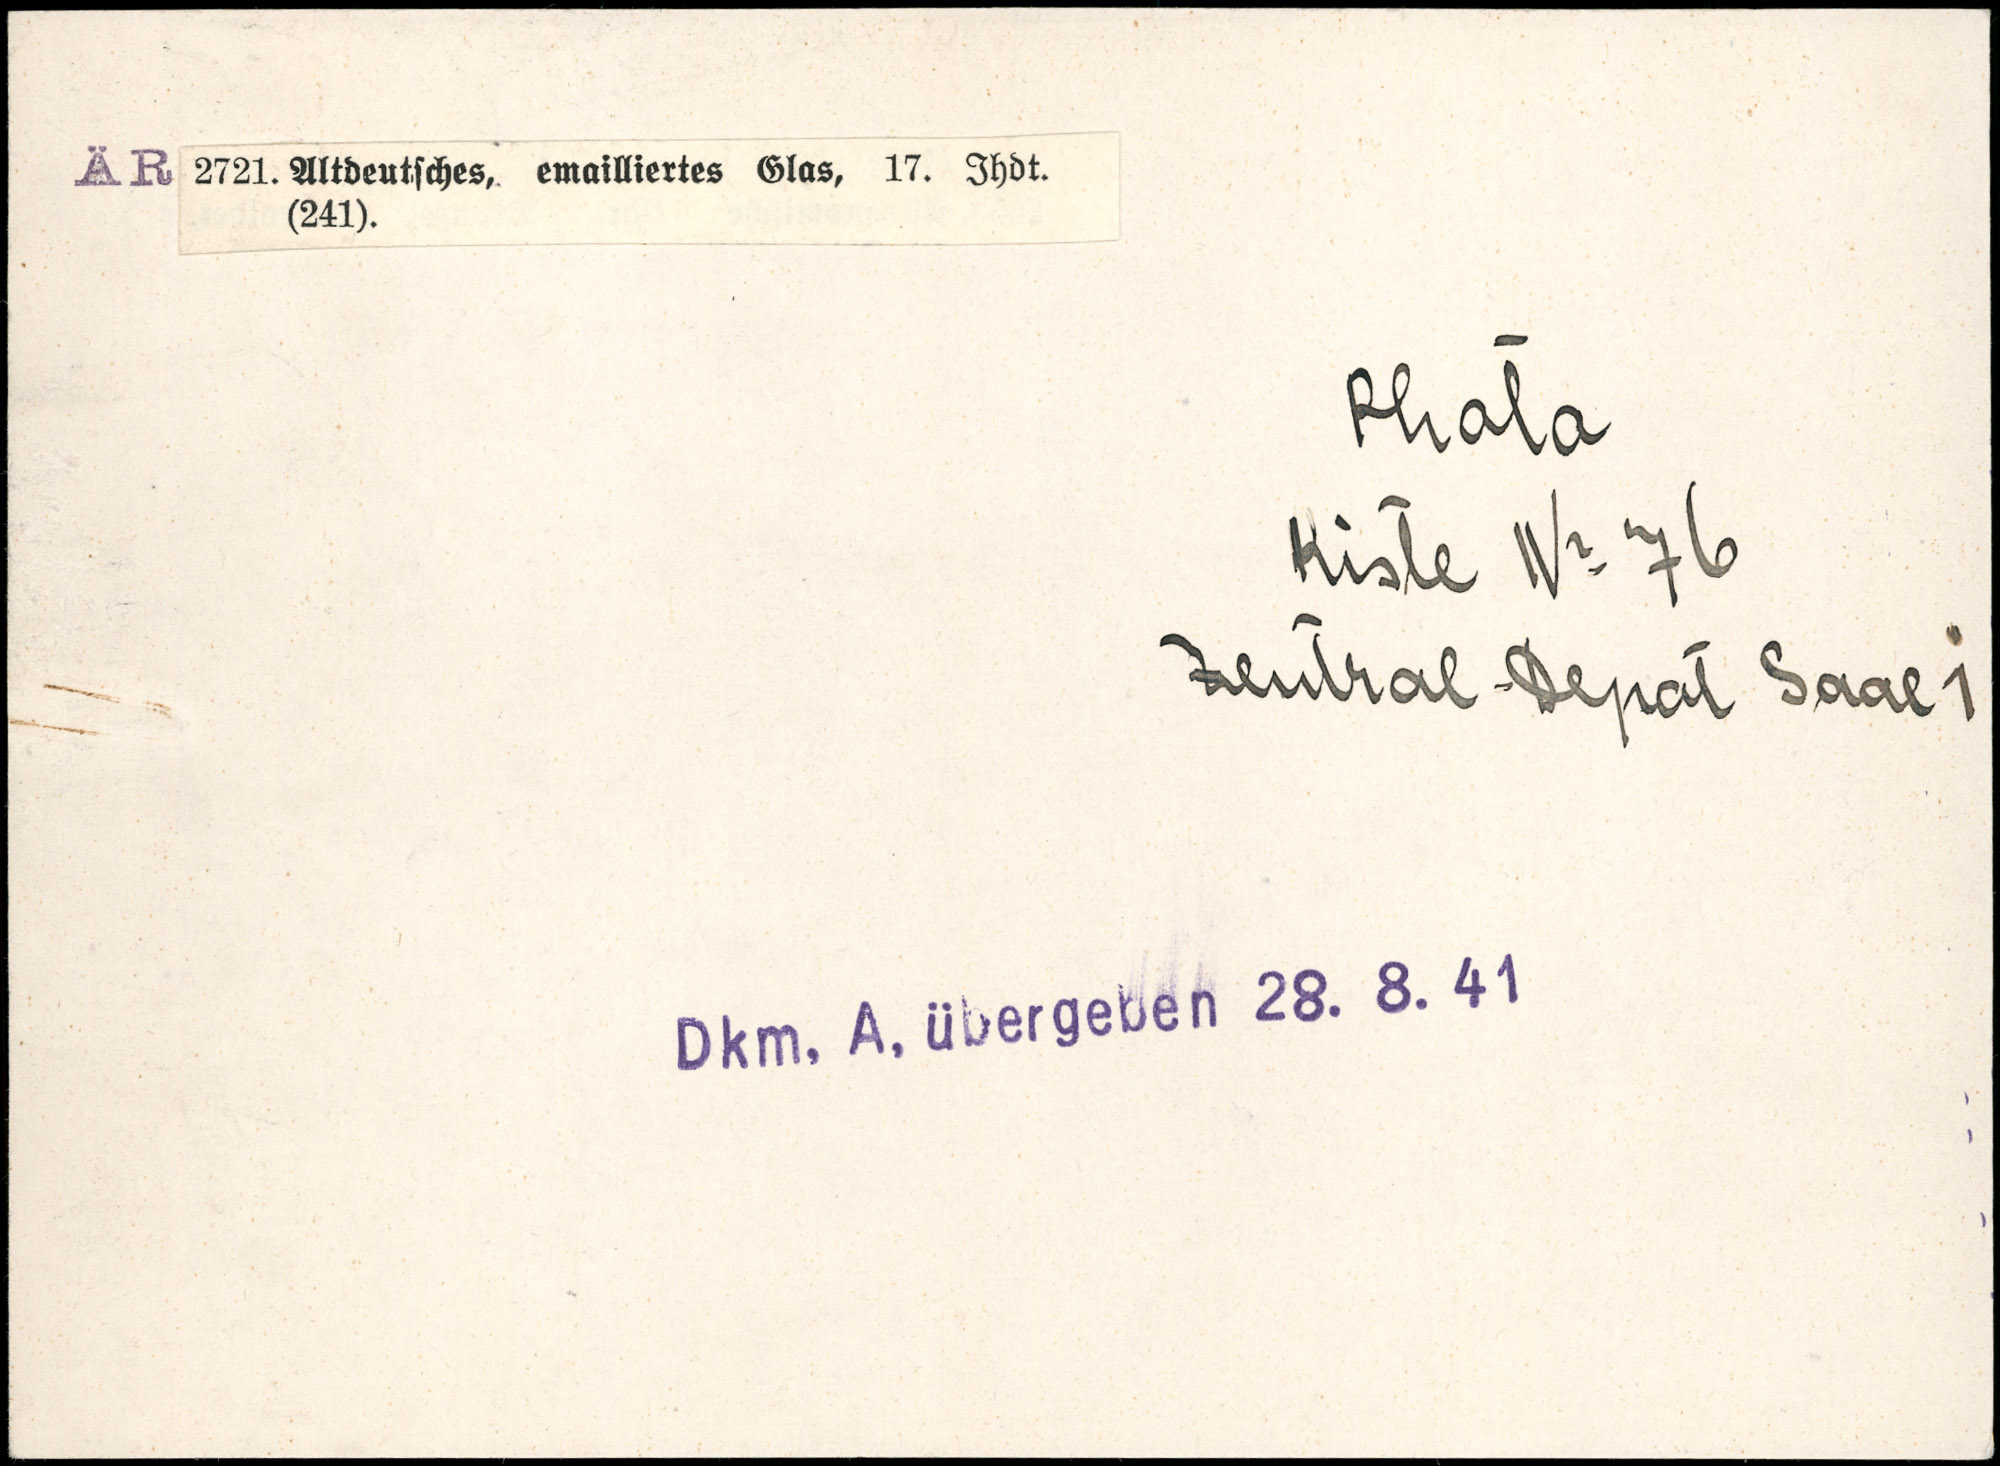 ÄR 2721. Altdeutsches, emailliertes Glas, 17. Jhdt.
(241).
Khata
Kiste Nr 76
Zentral-Depot Saal 1
Dkm. A. übergeben 28. 8. 41